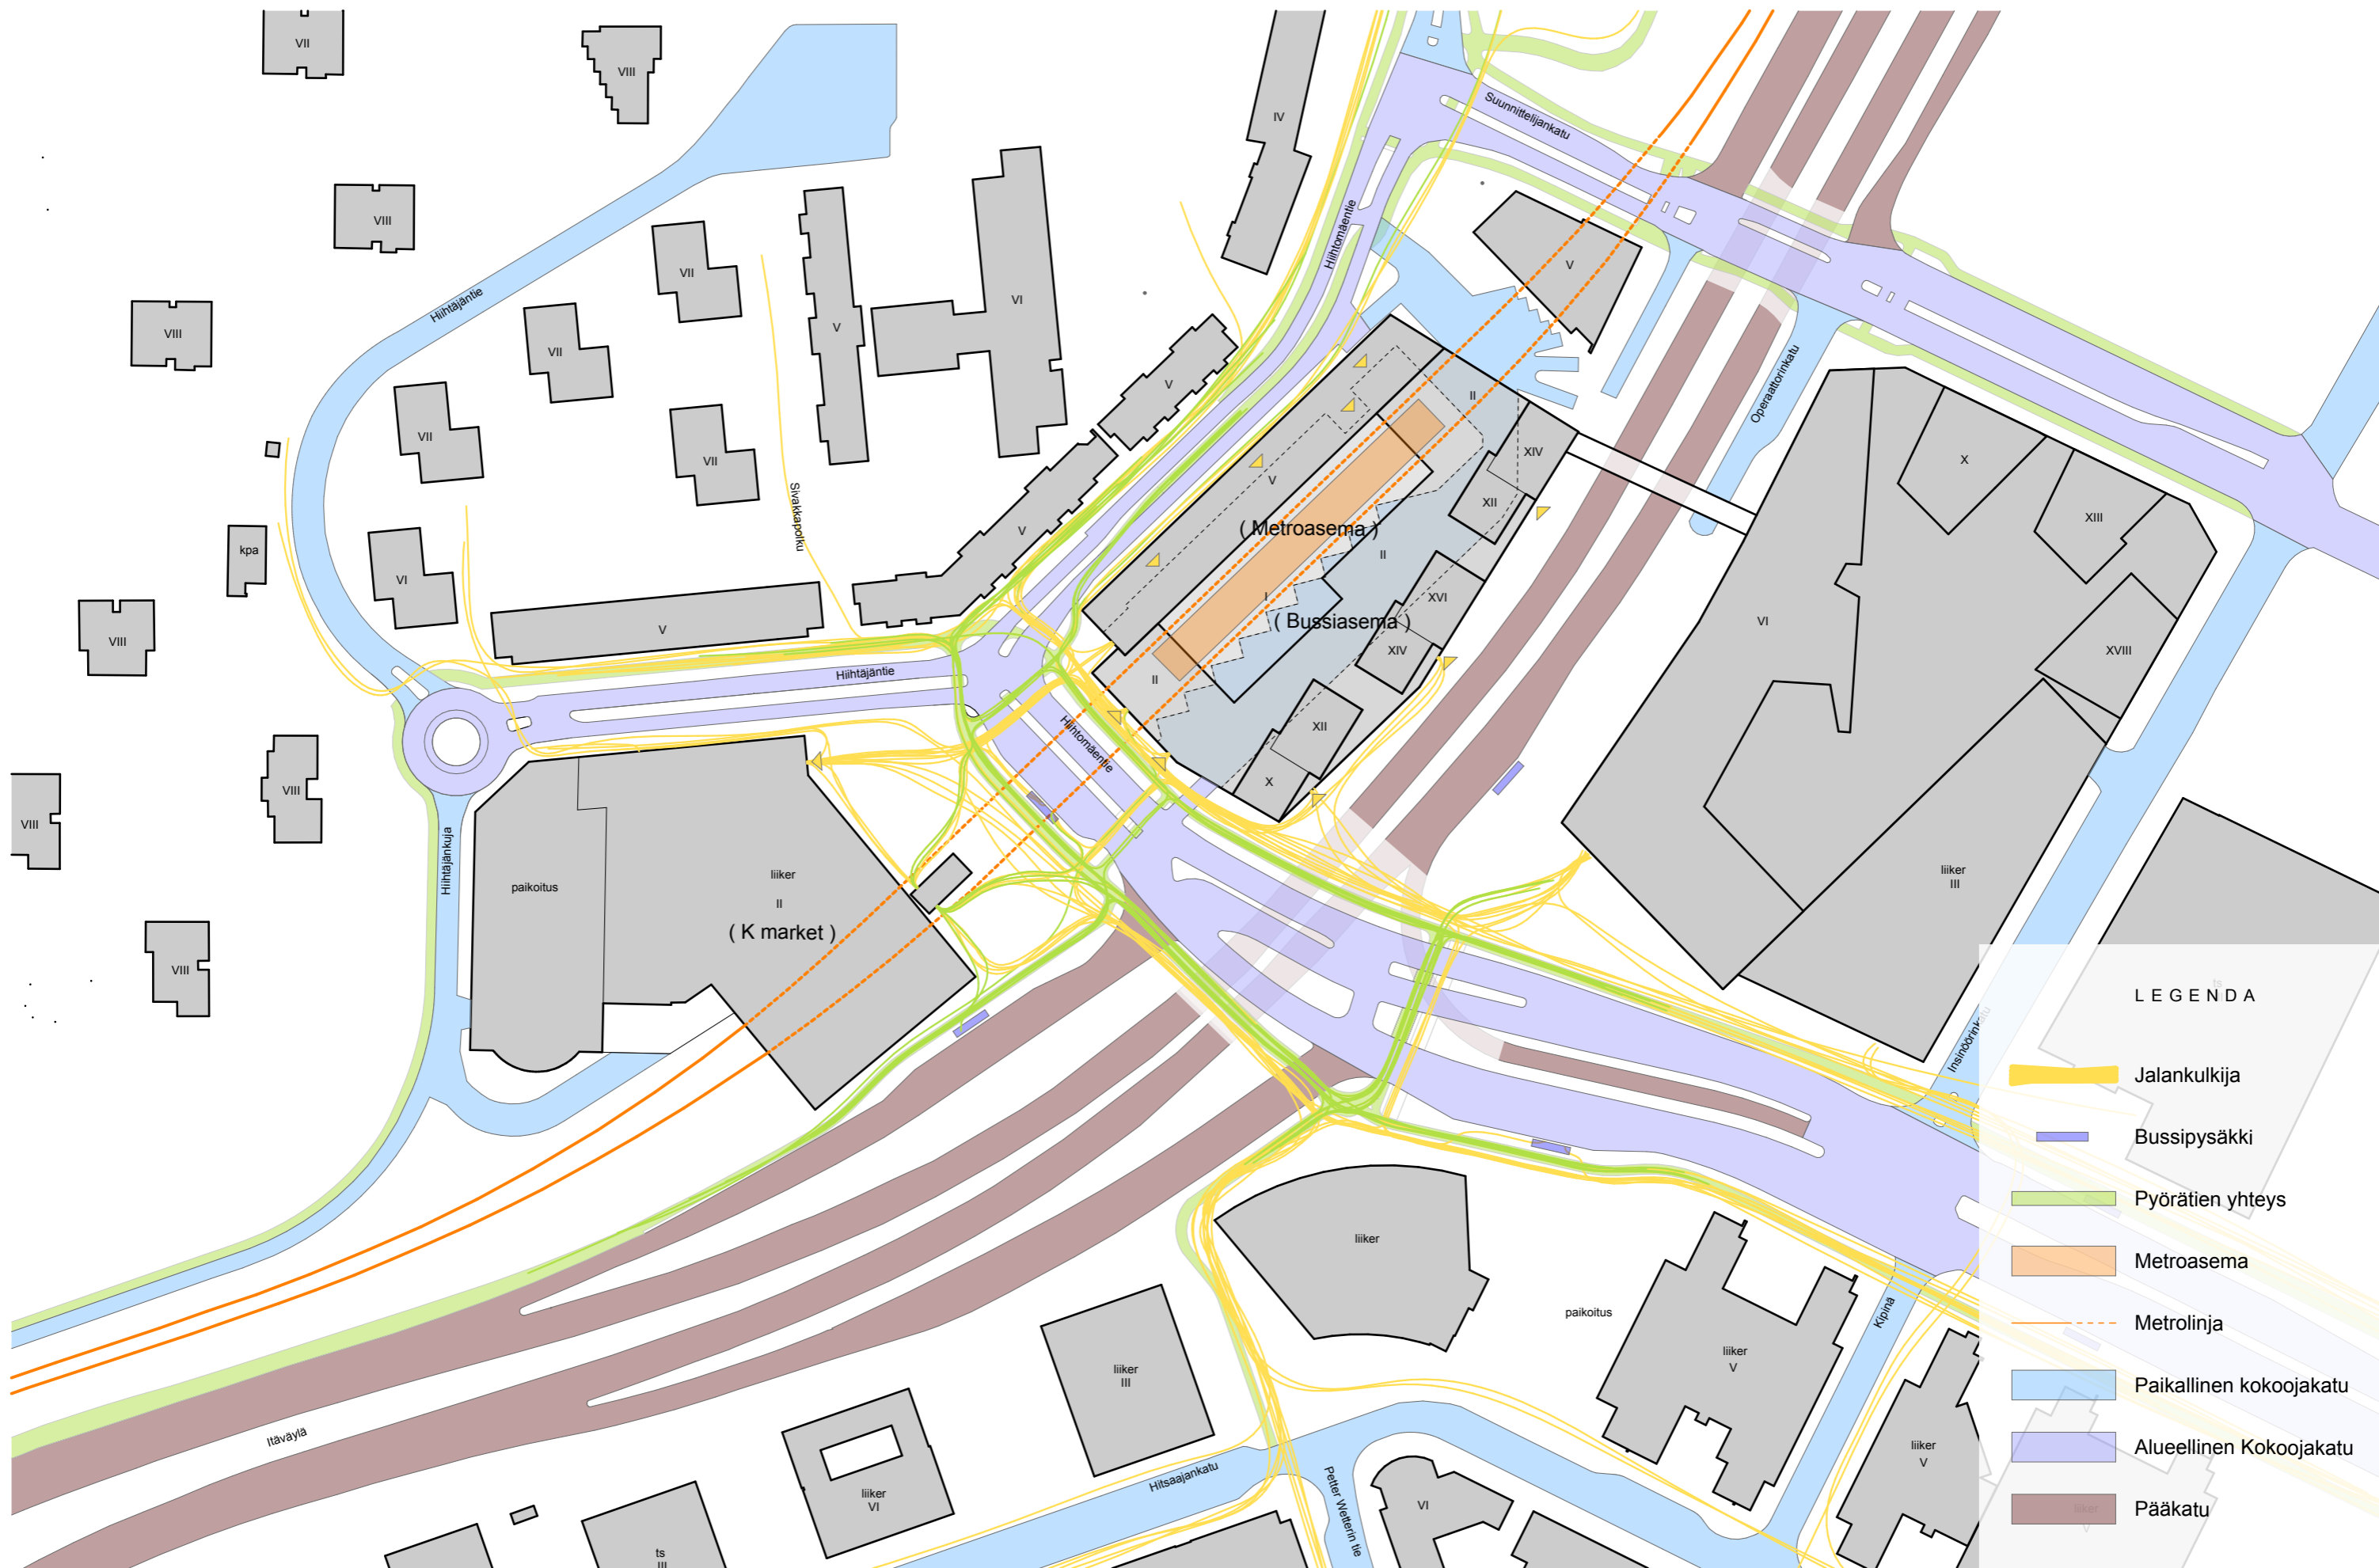 VII
VIII
IV
Suunnittelijankatu
VIII
Hiihtomäentie
V
VII
VI
Hiihtäjäntie
VIII
V
VII
V
Operaattorinkatu
II
VII
VII
XIV
X
V
V
XII
XIII
Sivakkapolku
( Metroasema )
kpa
II
VI
XVI
I
( Bussiasema )
VI
V
VIII
XIV
XVIII
Hiihtäjäntie
II
XII
Hiihtomäentie
X
VIII
VIII
Hiihtäjänkuja
paikoitus
liiker
II
( K market )
liiker
III
VIII
Insinöörinkatu
liiker
paikoitus
Kipinä
liiker
V
liiker
III
Itäväylä
liiker
V
Hitsaajankatu
Petter Wetterin tie
liiker
VI
VI
ts
III
ts
liiker
V
LEGENDA
Jalankulkija
Bussipysäkki
Pyörätien yhteys
Metroasema
Metrolinja
Paikallinen kokoojakatu
Alueellinen Kokoojakatu
Pääkatu